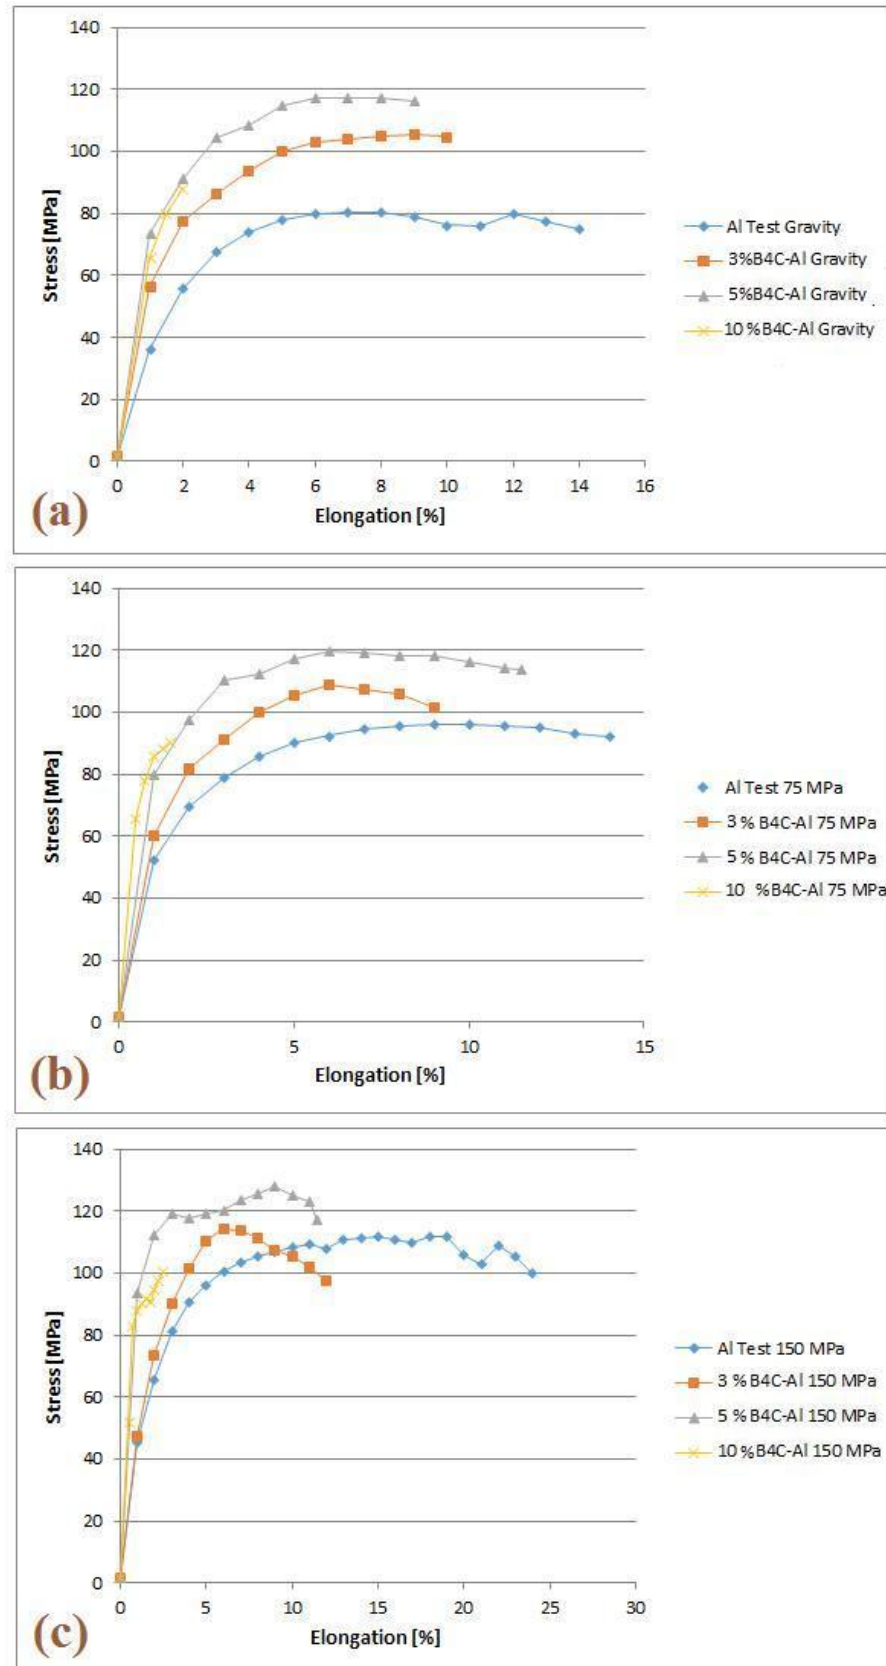 140
120
100
80
60
40
20
0
Stress [MPa]
0 2 4 6 8 10 12 14 16
Elongation [%]
Al Test Gravity
3%B4C-Al Gravity
5%B4C-Al Gravity
10 %B4C-Al Gravity
(a)
140
120
100
80
60
40
20
0
Stress [MPa]
0 5 10 15
Elongation [%]
Al Test 75 MPa
3 % B4C-Al 75 MPa
5 % B4C-Al 75 MPa
10 %B4C-Al 75 MPa
(b)
140
120
100
80
60
40
20
0
Stress [MPa]
0 5 10 15 20 25 30
Elongation [%]
Al Test 150 MPa
3 % B4C-Al 150 MPa
5 % B4C-Al 150 MPa
10 %B4C-Al 150 MPa
(c)